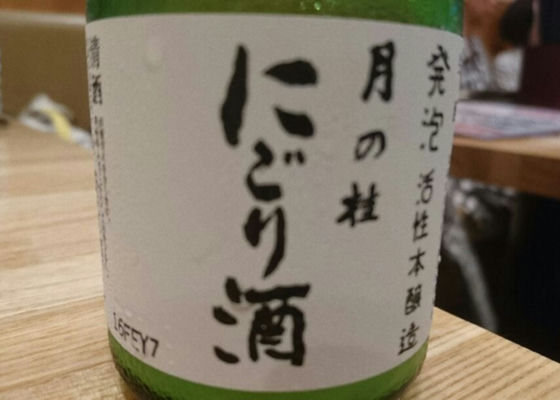 発泡 活性本醸造
月の桂
にごり酒
清酒
16FEY7